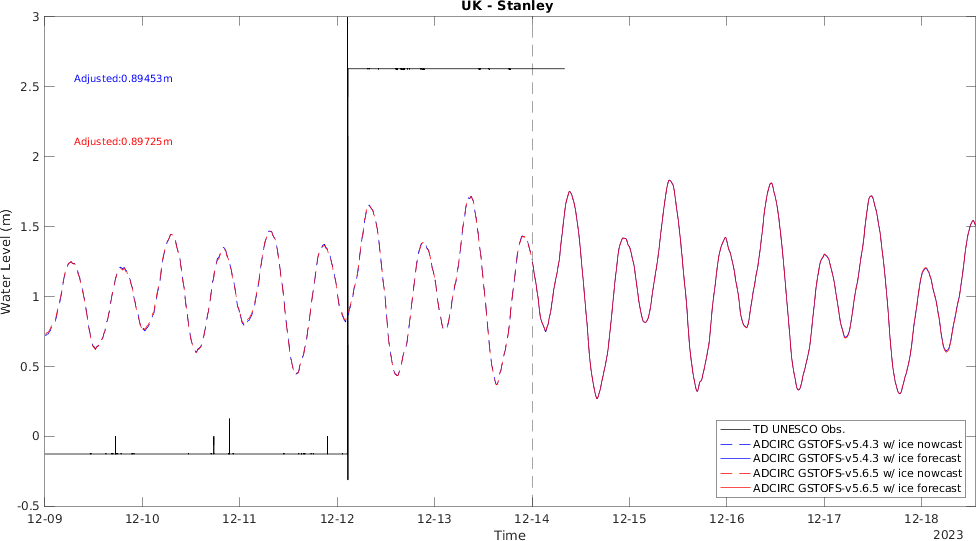 UK - Stanley
3
2.5
2
1.5
1
0.5
0
-0.5
Water Level (m)
Adjusted:0.89453m
Adjusted:0.89725m
TD UNESCO Obs.
ADCIRC GSTOFS-v5.4.3 w/ ice nowcast
ADCIRC GSTOFS-v5.4.3 w/ ice forecast
ADCIRC GSTOFS-v5.6.5 w/ ice nowcast
ADCIRC GSTOFS-v5.6.5 w/ ice forecast
12-09 12-10 12-11 12-12 12-13 12-14 12-15 12-16 12-17 12-18
Time
2023